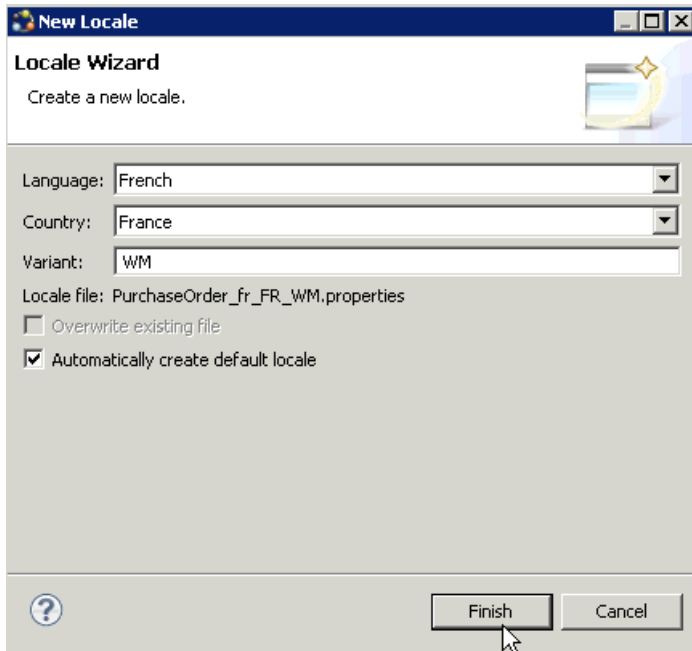 New Locale
Locale Wizard
Create a new locale.
Language: French
Country: France
Variant: WM
Locale file: PurchaseOrder_fr_FR_WM.properties
Overwrite existing file
Automatically create default locale
? Finish Cancel